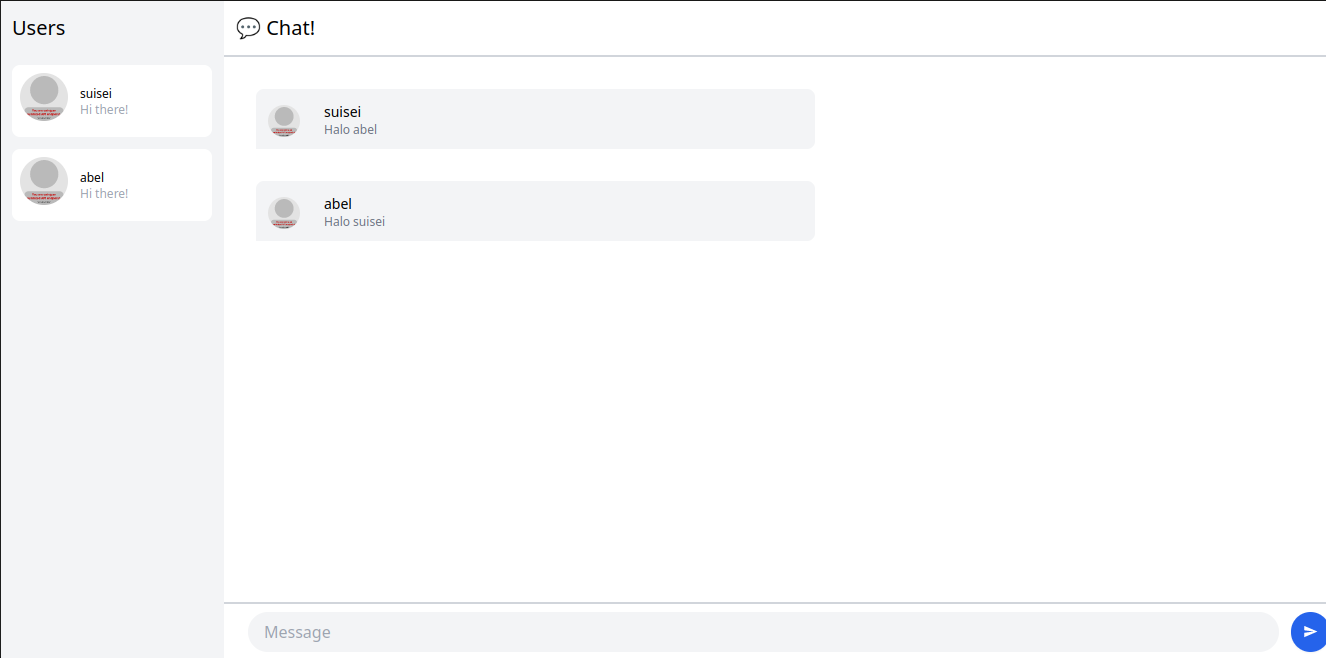 Users
💬 Chat!
suisei
Hi there!
abel
Hi there!
suisei
Halo abel
abel
Halo suisei
Message